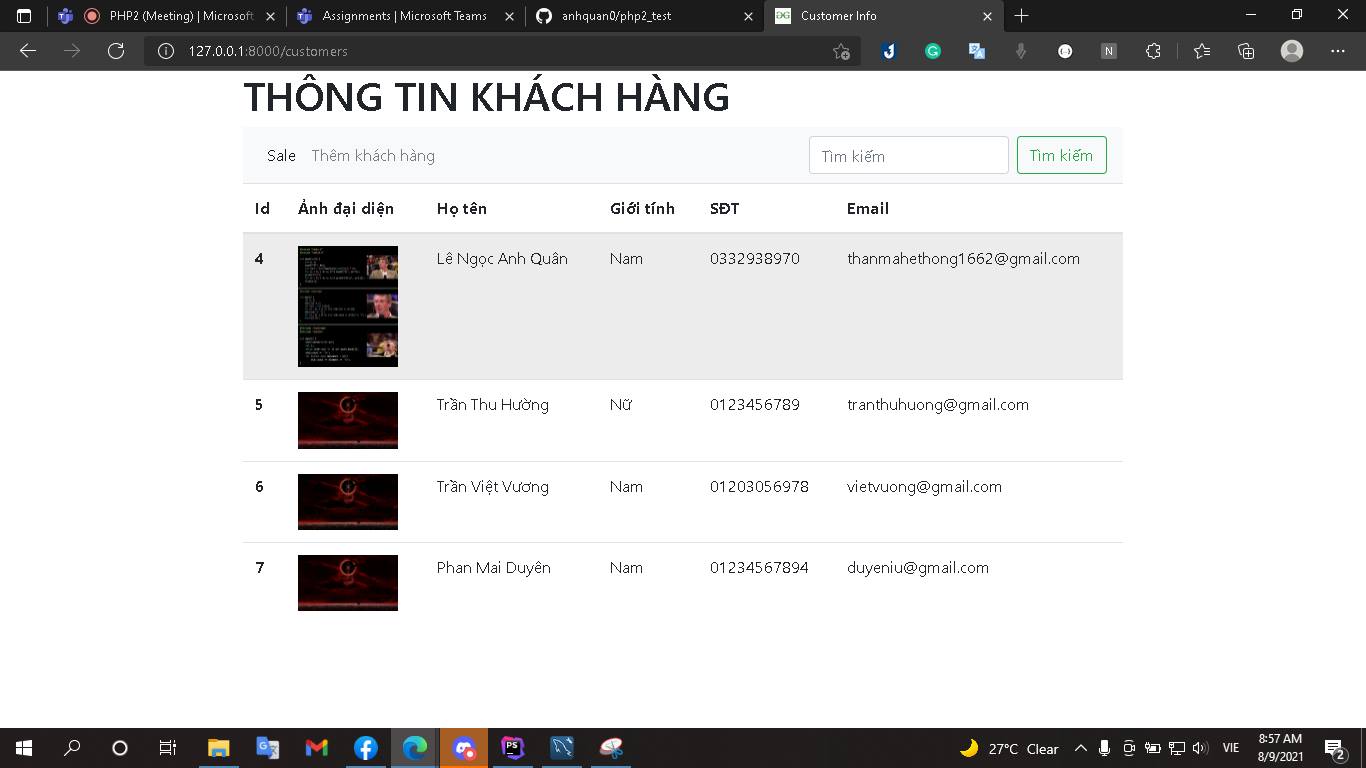 PHP2 (Meeting) | Microsoft
Assignments | Microsoft Teams
anhquan0/php2_test
Customer Info
127.0.0.1:8000/customers
THÔNG TIN KHÁCH HÀNG
Sale Thêm khách hàng Tìm kiếm Tìm kiếm
Id Ảnh đại diện Họ tên Giới tính SĐT Email
4 Lê Ngọc Anh Quân Nam 0332938970 thanmahethong1662@gmail.com
5 Trần Thu Hường Nữ 0123456789 tranthuhuong@gmail.com
6 Trần Việt Vương Nam 01203056978 vietvuong@gmail.com
7 Phan Mai Duyên Nam 01234567894 duyeniu@gmail.com
27°C Clear
VIE
8:57 AM
8/9/2021
2